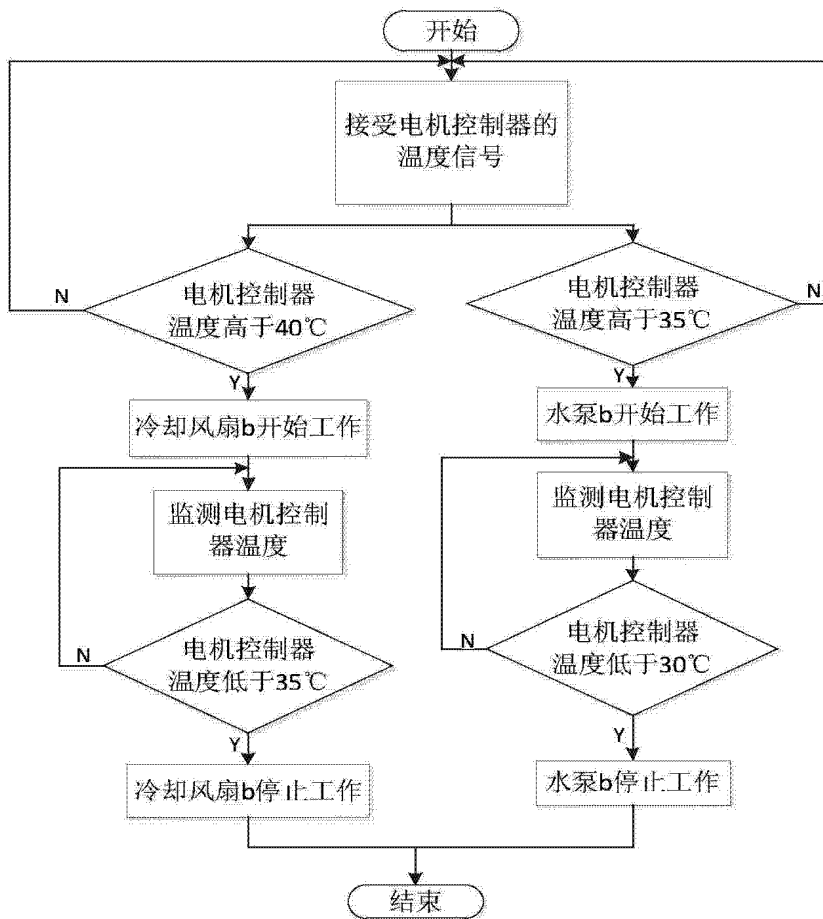 开始
接受电机控制器的
温度信号
电机控制器
温度高于40℃
N
Y
电机控制器
温度高于35℃
N
Y
冷却风扇b开始工作
水泵b开始工作
监测电机控制
器温度
监测电机控制
器温度
电机控制器
温度低于35℃
N
Y
电机控制器
温度低于30℃
N
Y
冷却风扇b停止工作
水泵b停止工作
结束